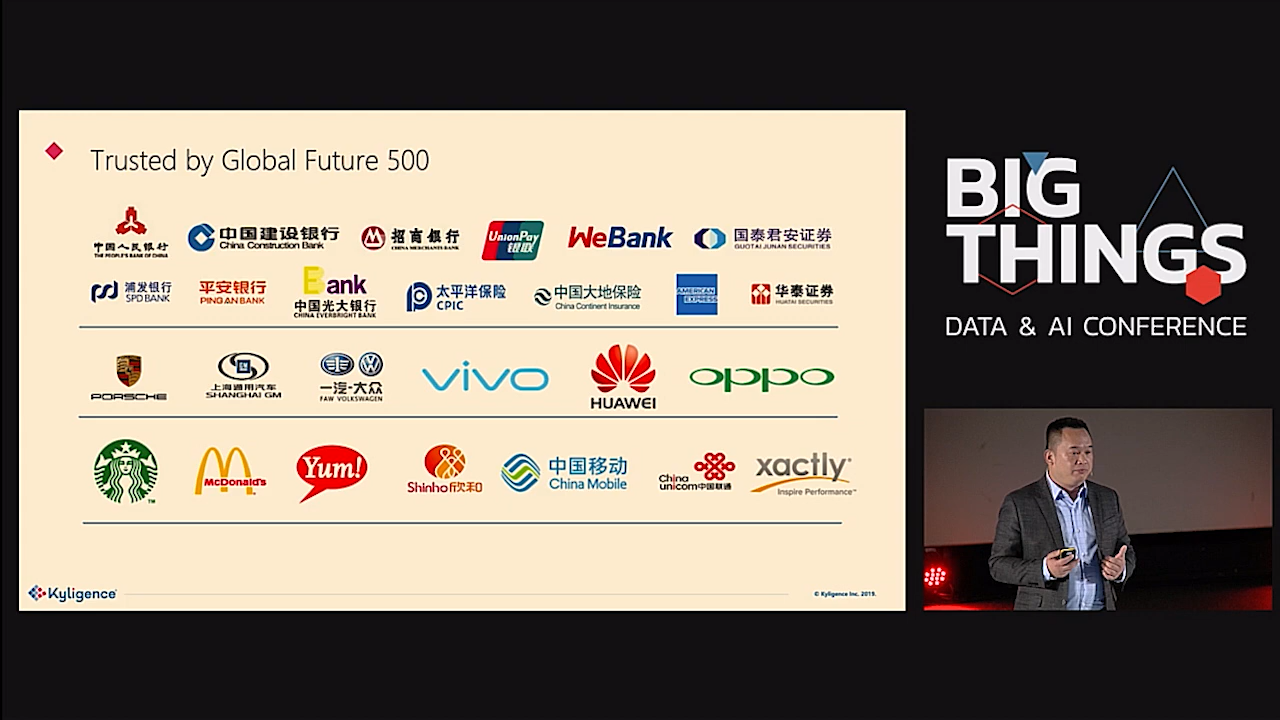 Trusted by Global Future 500
中国人民银行
THE PEOPLE'S BANK OF CHINA
中国建设银行
China Construction Bank
招商银行
CHINA MERCHANTS BANK
UnionPay
银联
WeBank
国泰君安证券
GUOTAI JUNAN SECURITIES
浦发银行
SPD BANK
平安银行
PING AN BANK
Ebank
中国光大银行
CHINA EVERBRIGHT BANK
太平洋保险
CPIC
中国大地保险
China Continent Insurance
AMERICAN
EXPRESS
华泰证券
HUATAI SECURITIES
PORSCHE
上海通用汽车
SHANGHAI GM
一汽-大众
FAW VOLKSWAGEN
vivo
HUAWEI
oppo
TM
McDonald's
Yum!
Shinho欣和
中国移动
China Mobile
China
unicom中国联通
xactly
Inspire Performance™
Kyligence
© Kyligence Inc. 2019.
BIG
THINGS
DATA & AI CONFERENCE